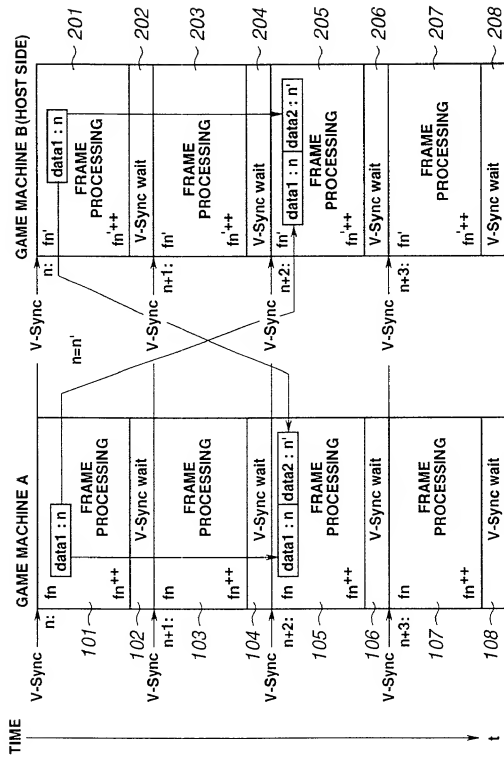 TIME
t
GAME MACHINE A
GAME MACHINE B(HOST SIDE)
V-Sync
n:
fn
data1 : n
FRAME
PROCESSING
fn++
101
V-Sync wait
102
V-Sync
n+1:
fn
FRAME
PROCESSING
fn++
103
V-Sync wait
104
V-Sync
n+2:
fn
data1 : n
data2 : n'
FRAME
PROCESSING
fn++
105
V-Sync wait
106
V-Sync
n+3:
fn
FRAME
PROCESSING
fn++
107
V-Sync wait
108
n=n'
V-Sync
n:
fn'
data1 : n
FRAME
PROCESSING
fn'++
201
V-Sync wait
202
V-Sync
n+1:
fn'
FRAME
PROCESSING
fn'++
203
V-Sync wait
204
V-Sync
n+2:
fn'
data1 : n
data2 : n'
FRAME
PROCESSING
fn'++
205
V-Sync wait
206
V-Sync
n+3:
fn'
FRAME
PROCESSING
fn'++
207
V-Sync wait
208